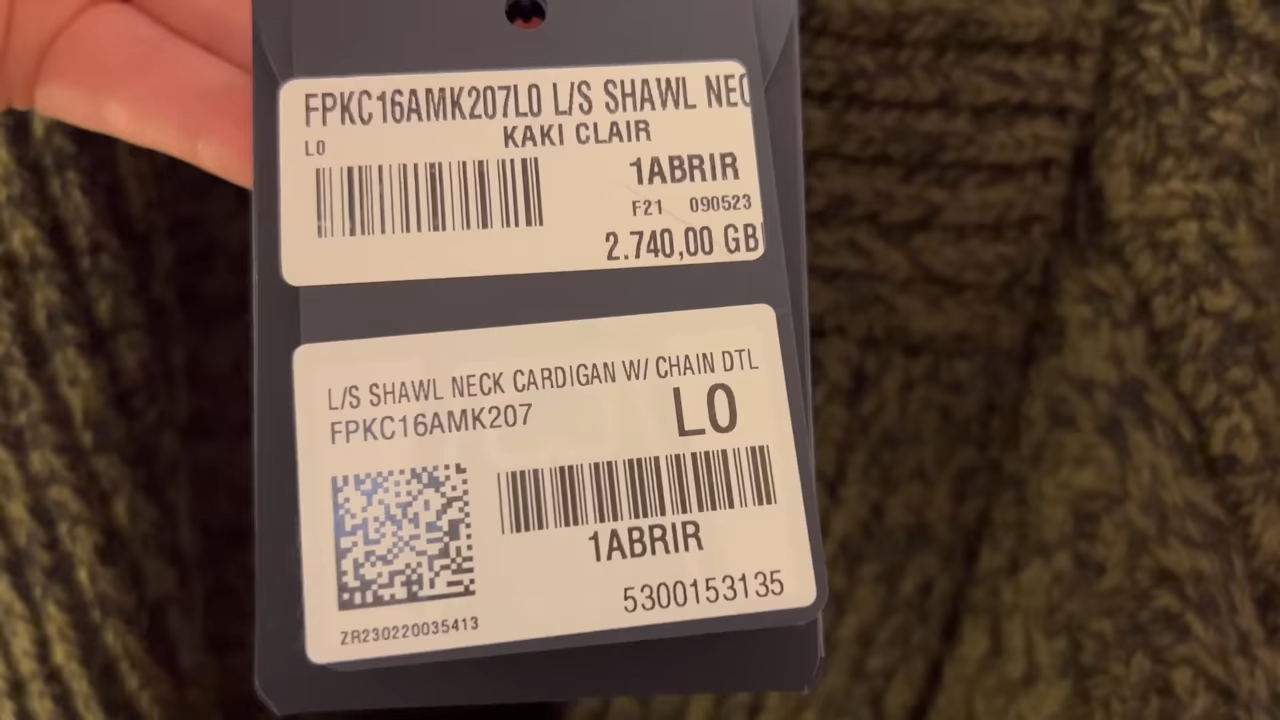 FPKC16AMK207L0 L/S SHAWL NEC
L0 KAKI CLAIR
1ABRIR
F21 090523
2.740,00 GB
L/S SHAWL NECK CARDIGAN W/ CHAIN DTL
FPKC16AMK207 L0
1ABRIR
5300153135
ZR230220035413